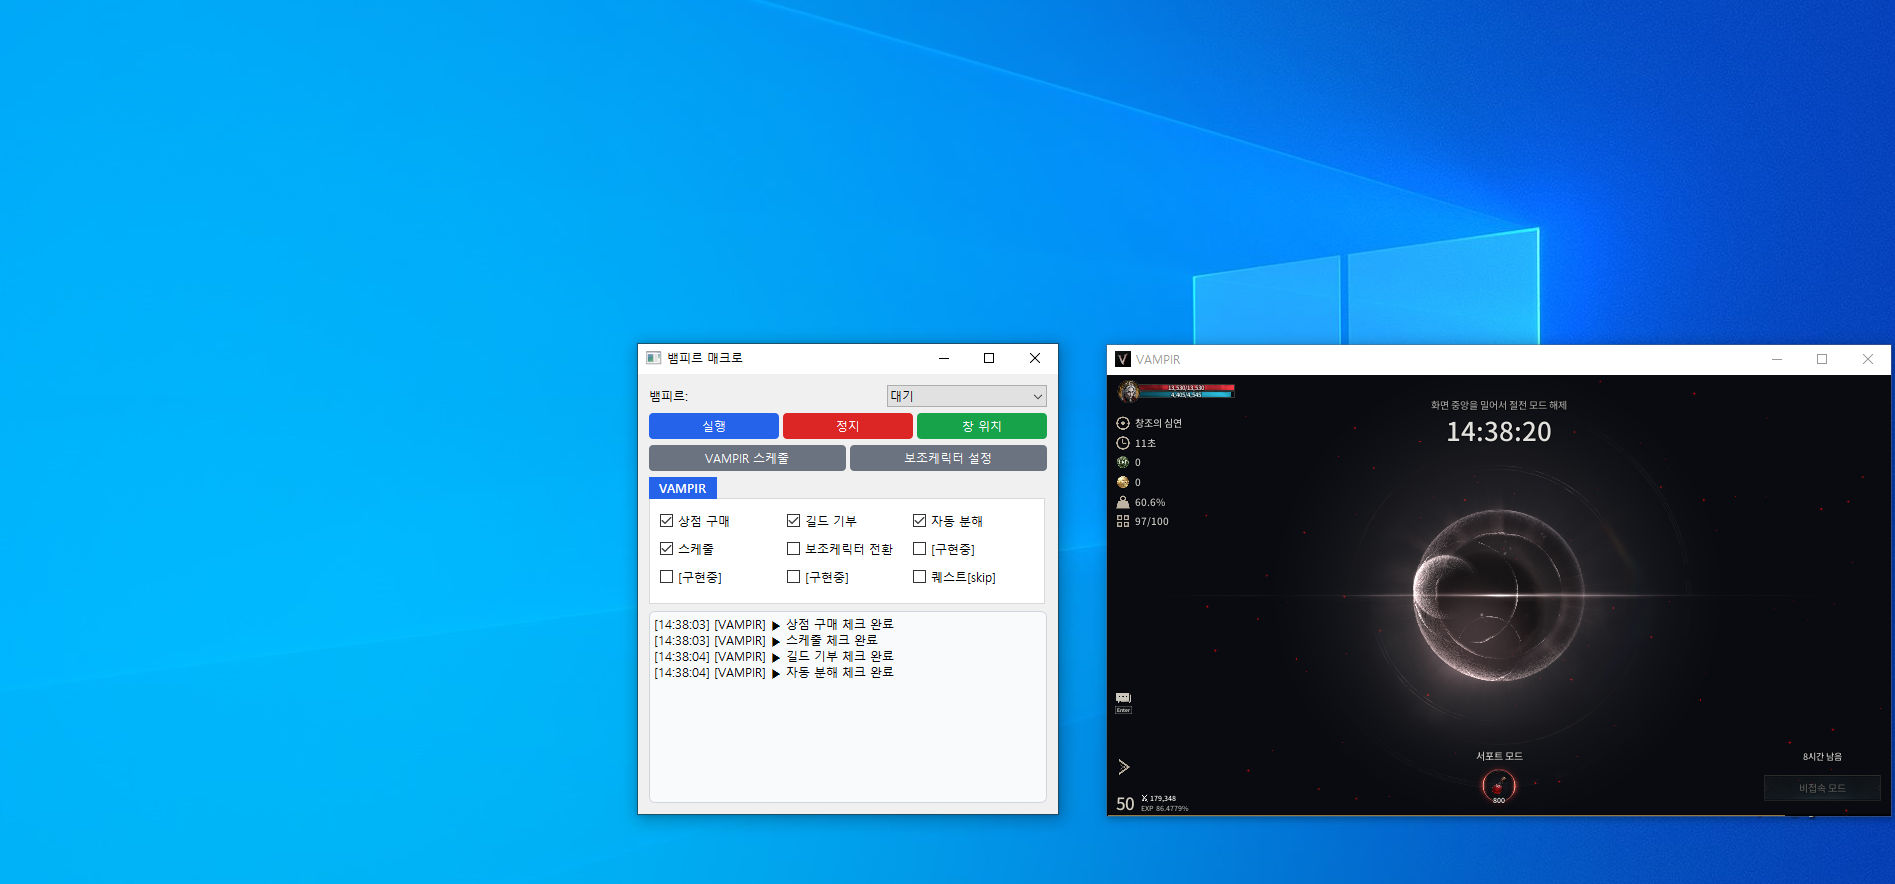 뱀피르 매크로
뱀피르:
대기
실행
정지
창 위치
VAMPIR 스케줄
보조케릭터 설정
VAMPIR
상점 구매
길드 기부
자동 분해
스케줄
보조케릭터 전환
[구현중]
[구현중]
[구현중]
퀘스트[skip]
[14:38:03] [VAMPIR] ▶ 상점 구매 체크 완료
[14:38:03] [VAMPIR] ▶ 스케줄 체크 완료
[14:38:04] [VAMPIR] ▶ 길드 기부 체크 완료
[14:38:04] [VAMPIR] ▶ 자동 분해 체크 완료
VAMPIR
13,530/13,530
4,405/4,545
화면 중앙을 밀어서 절전 모드 해제
14:38:20
창조의 심연
11초
0
0
60.6%
97/100
Enter
서포트 모드
800
8시간 남음
비접속 모드
50
179,348
EXP 86.4779%